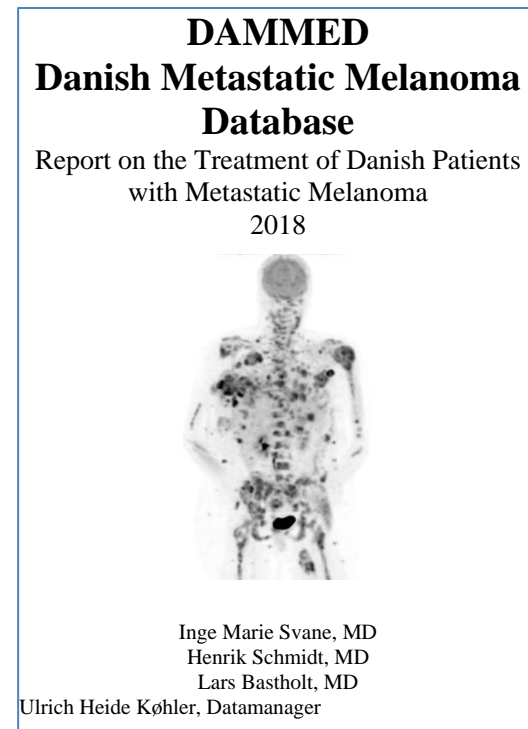 DAMMED
Danish Metastatic Melanoma
Database
Report on the Treatment of Danish Patients
with Metastatic Melanoma
2018
Inge Marie Svane, MD
Henrik Schmidt, MD
Lars Bastholt, MD
Ulrich Heide Køhler, Datamanager